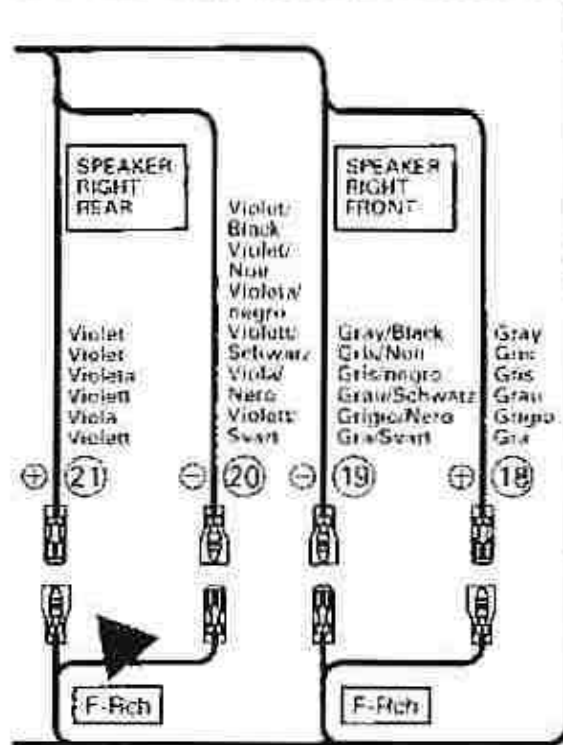 SPEAKER
RIGHT
REAR
SPEAKER
RIGHT
FRONT
Violet
Violet
Violeta
Violett
Viola
Violett
Violet/
Black
Violet/
Noir
Violeta/
negro
Violett/
Schwarz
Viola/
Nero
Violett/
Svart
Gray/Black
Gris/Noir
Gris/negro
Grau/Schwarz
Grigio/Nero
Gra/Svart
Gray
Gris
Gris
Grau
Grigio
Gra
⊕ 21
⊖ 20
⊖ 19
⊕ 18
F-Rch
F-Rch